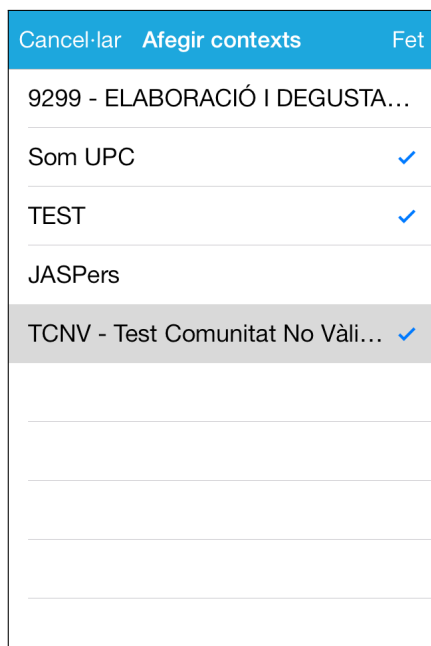 Cancel·lar Afegir contexts Fet
9299 - ELABORACIÓ I DEGUSTA...
Som UPC
TEST
JASPers
TCNV - Test Comunitat No Vàli...